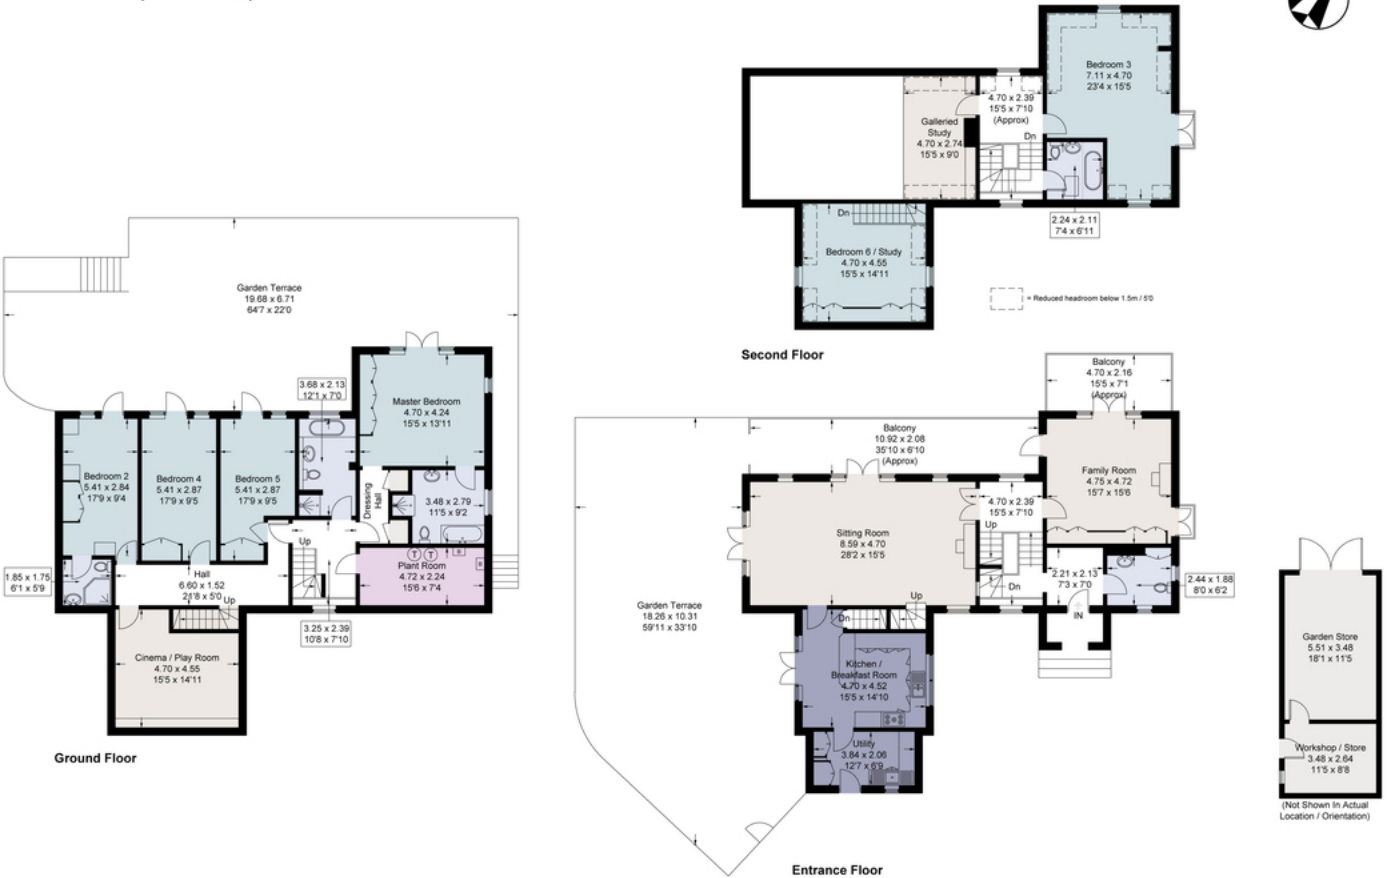 Bedroom 3
7.11 x 4.70
23'4 x 15'5
4.70 x 2.39
15'5 x 7'10
(Approx)
Dn
Galleried
Study
4.70 x 2.74
15'5 x 9'0
2.24 x 2.11
7'4 x 6'11
Dn
Bedroom 6 / Study
4.70 x 4.55
15'5 x 14'11
= Reduced headroom below 1.5m / 5'0
Second Floor
Garden Terrace
19.68 x 6.71
64'7 x 22'0
3.68 x 2.13
12'1 x 7'0
Master Bedroom
4.70 x 4.24
15'5 x 13'11
Bedroom 2
5.41 x 2.84
17'9 x 9'4
Bedroom 4
5.41 x 2.87
17'9 x 9'5
Bedroom 5
5.41 x 2.87
17'9 x 9'5
Dressing
Hall
3.48 x 2.79
11'5 x 9'2
Up
T T
Plant Room
4.72 x 2.24
15'6 x 7'4
1.85 x 1.75
6'1 x 5'9
Hall
6.60 x 1.52
21'8 x 5'0
Up
3.25 x 2.39
10'8 x 7'10
Cinema / Play Room
4.70 x 4.55
15'5 x 14'11
Ground Floor
Balcony
4.70 x 2.16
15'5 x 7'1
(Approx)
Balcony
10.92 x 2.08
35'10 x 6'10
(Approx)
Family Room
4.75 x 4.72
15'7 x 15'6
4.70 x 2.39
15'5 x 7'10
Up
Sitting Room
8.59 x 4.70
28'2 x 15'5
Dn
2.21 x 2.13
7'3 x 7'0
2.44 x 1.88
8'0 x 6'2
IN
Up
Dn
Garden Terrace
18.26 x 10.31
59'11 x 33'10
Kitchen /
Breakfast Room
4.70 x 4.52
15'5 x 14'10
Utility
3.84 x 2.06
12'7 x 6'9
Entrance Floor
Garden Store
5.51 x 3.48
18'1 x 11'5
Workshop / Store
3.48 x 2.64
11'5 x 8'8
(Not Shown In Actual
Location / Orientation)